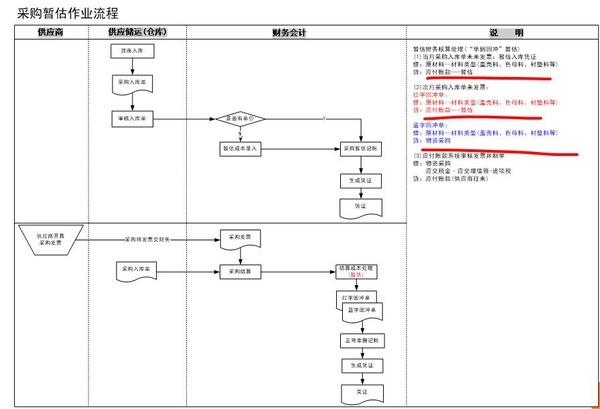 采购暂估作业流程
供应商
供应储运(仓库)
财务会计
说 明
货商入库
采购入库单
审核入库单
是否有单价
N
Y
暂估成本录入
采购暂估记帐
生成凭证
凭证
供应商开具
采购发票
采购将发票交财务
采购发票
采购入库单
采购结算
结算成本处理
(暂估)
红字回冲单
蓝字回冲单
正常单据记帐
生成凭证
凭证
暂估财务核算处理("单到回冲"暂估)
(1)当月采购入库单未来发票:暂估入库凭证
借:原材料--材料类型(盖壳料、色母料、衬垫料等)
贷:应付账款---暂估
(2)次月采购入库单未来发票:
红字回冲单:
借:原材料--材料类型(盖壳料、色母料、衬垫料等)
贷:应付账款---暂估
蓝字回冲单:
借:原材料--材料类型(盖壳料、色母料、衬垫料等)
贷:物资采购
(3)应付账款系统审核发票并制单
借:物资采购
应交税金-应交增值税-进项税
贷:应付账款(供应商往来)